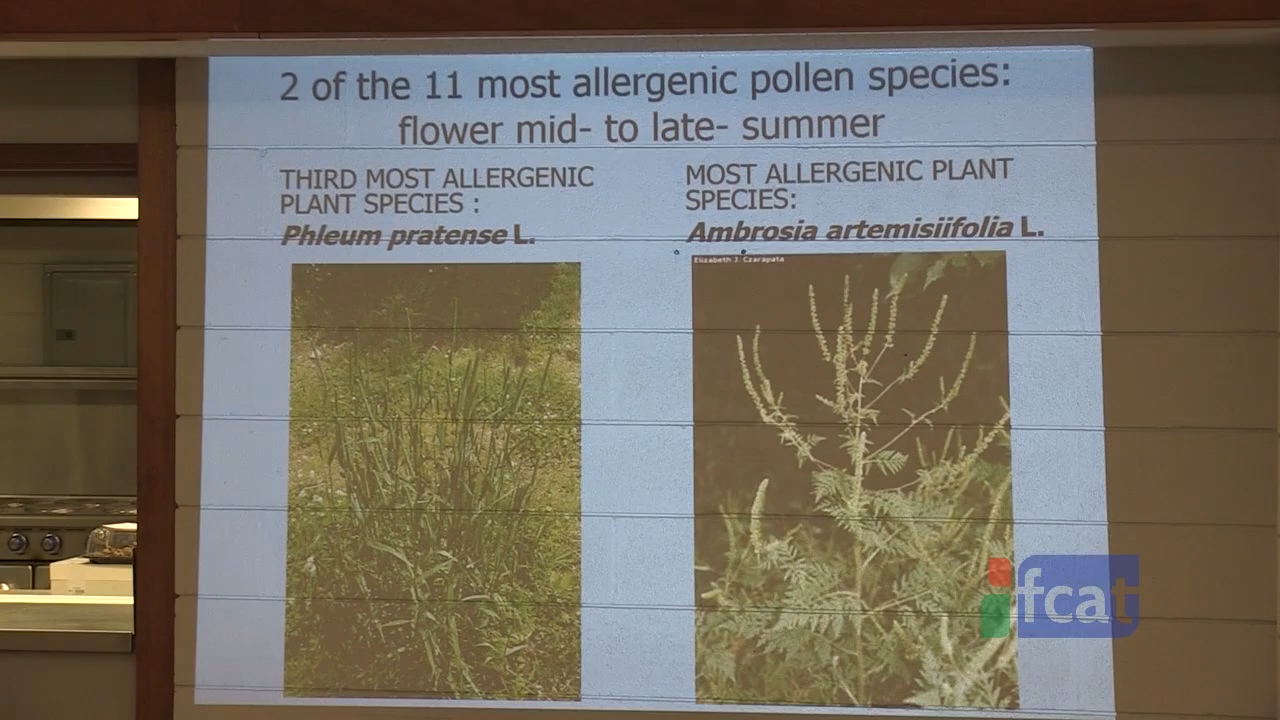 2 of the 11 most allergenic pollen species:
flower mid- to late- summer
THIRD MOST ALLERGENIC
PLANT SPECIES :
Phleum pratense L.
MOST ALLERGENIC PLANT
SPECIES:
Ambrosia artemisiifolia L.
Elizabeth J. Czarapata
fcat